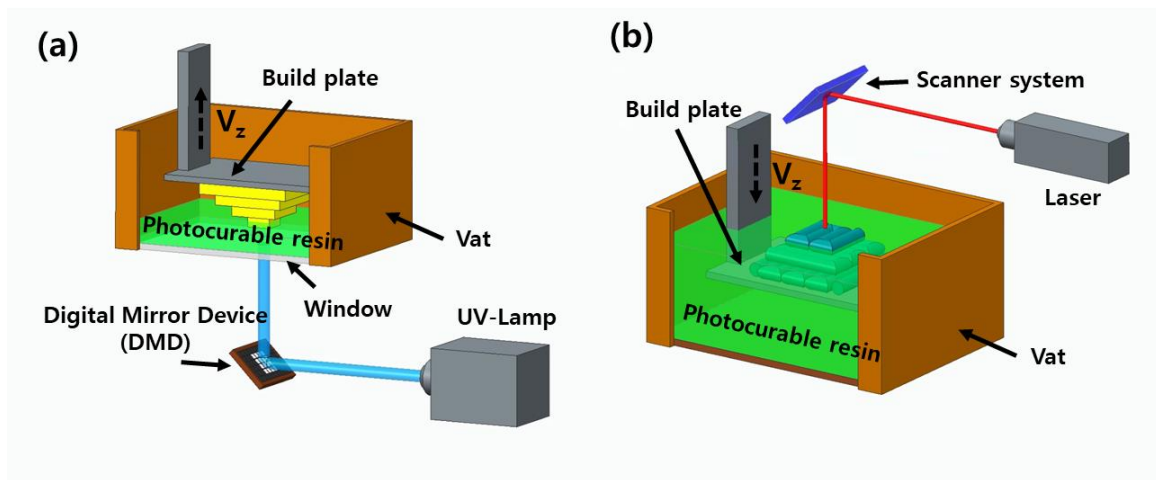 (a)
Build plate
Vz
Photocurable resin
Vat
Window
Digital Mirror Device
(DMD)
UV-Lamp
(b)
Scanner system
Build plate
Vz
Laser
Photocurable resin
Vat